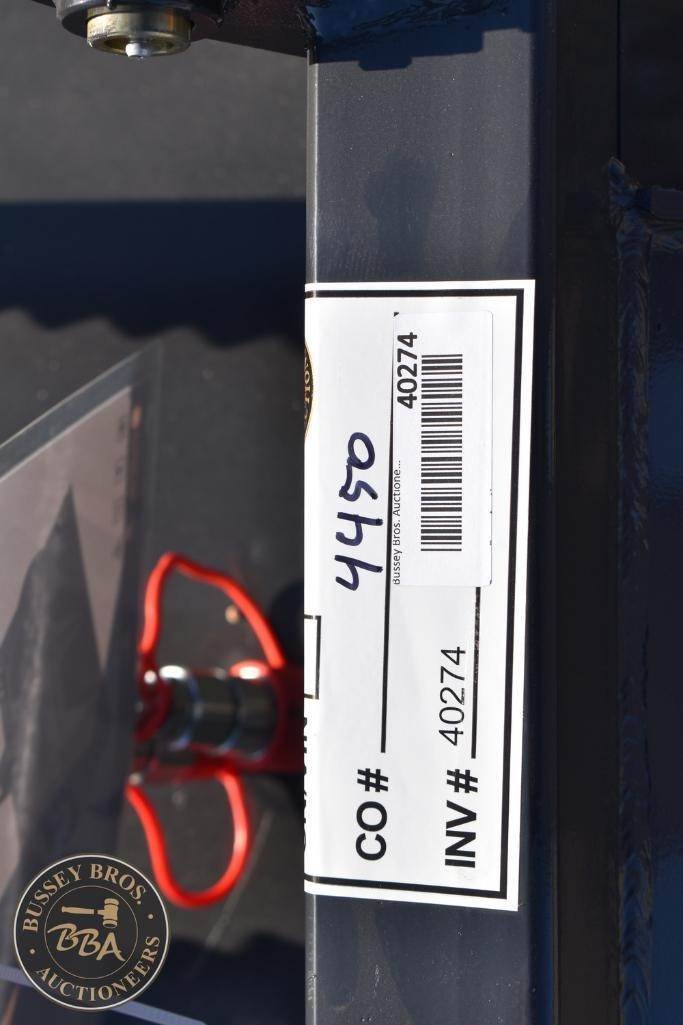 CO # 4450
INV # 40274
40274
Bussey Bros. Auctione...
BUSSEY BROS.
BBA
AUCTIONEERS